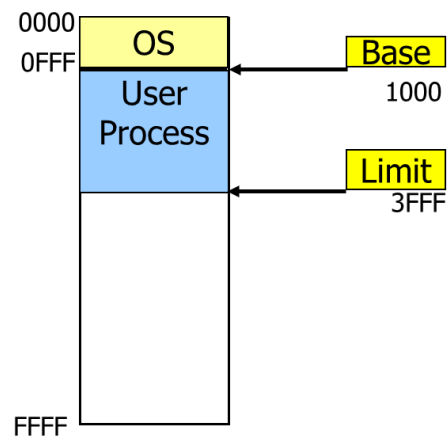 0000
OS
0FFF
Base
1000
User
Process
Limit
3FFF
FFFF